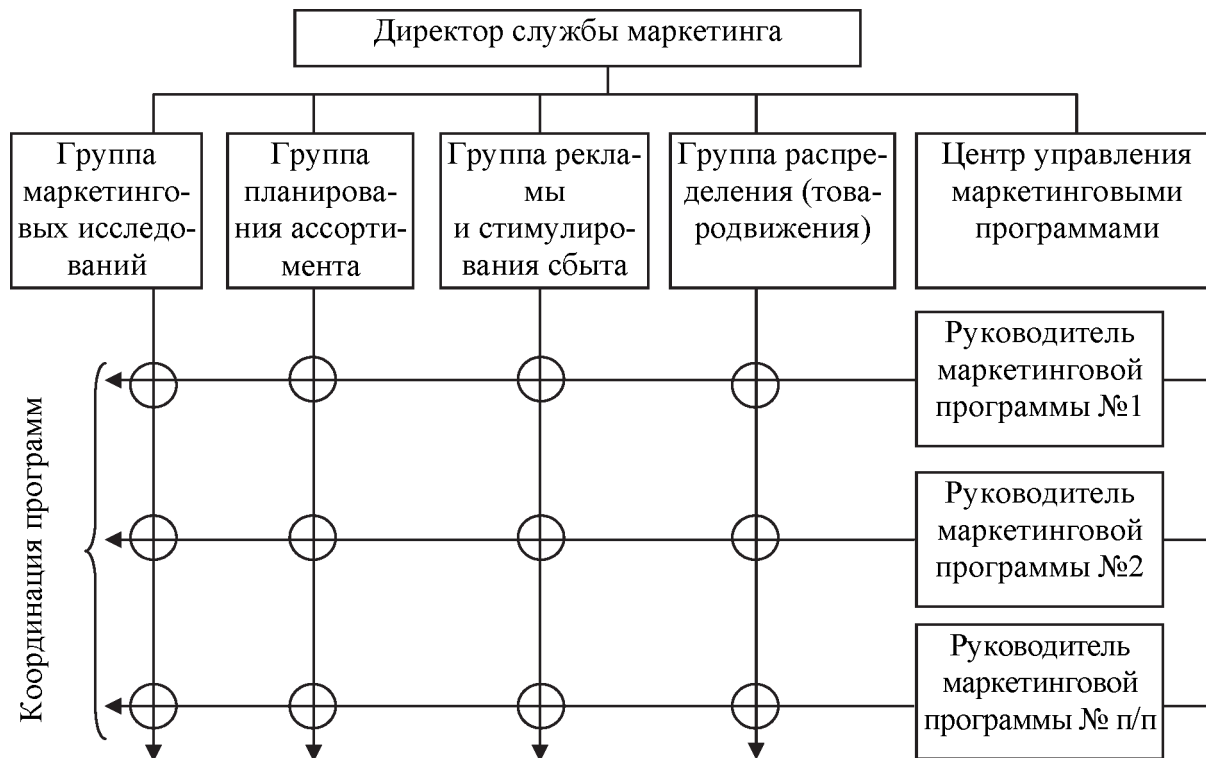 Директор службы маркетинга
Группа
маркетинго-
вых исследо-
ваний
Группа
планирова-
ния ассорти-
мента
Группа рекла-
мы
и стимулиро-
вания сбыта
Группа распре-
деления (това-
родвижения)
Центр управления
маркетинговыми
программами
Руководитель
маркетинговой
программы №1
Руководитель
маркетинговой
программы №2
Руководитель
маркетинговой
программы № п/п
Координация программ